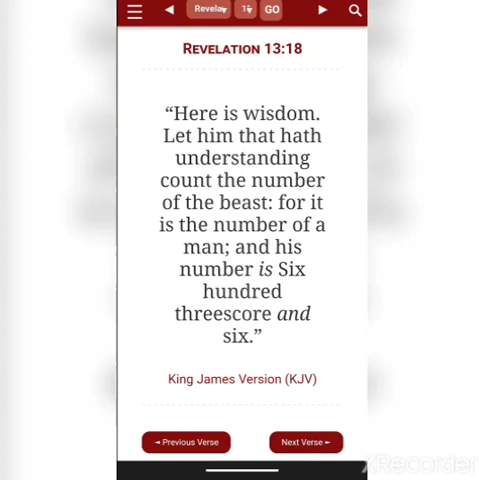 Revela
GO
REVELATION 13:18
“Here is wisdom.
Let him that hath
understanding
count the number
of the beast: for it
is the number of a
man; and his
number is Six
hundred
threescore and
six.”
King James Version (KJV)
◄ Previous Verse
Next Verse ►
XRecorder